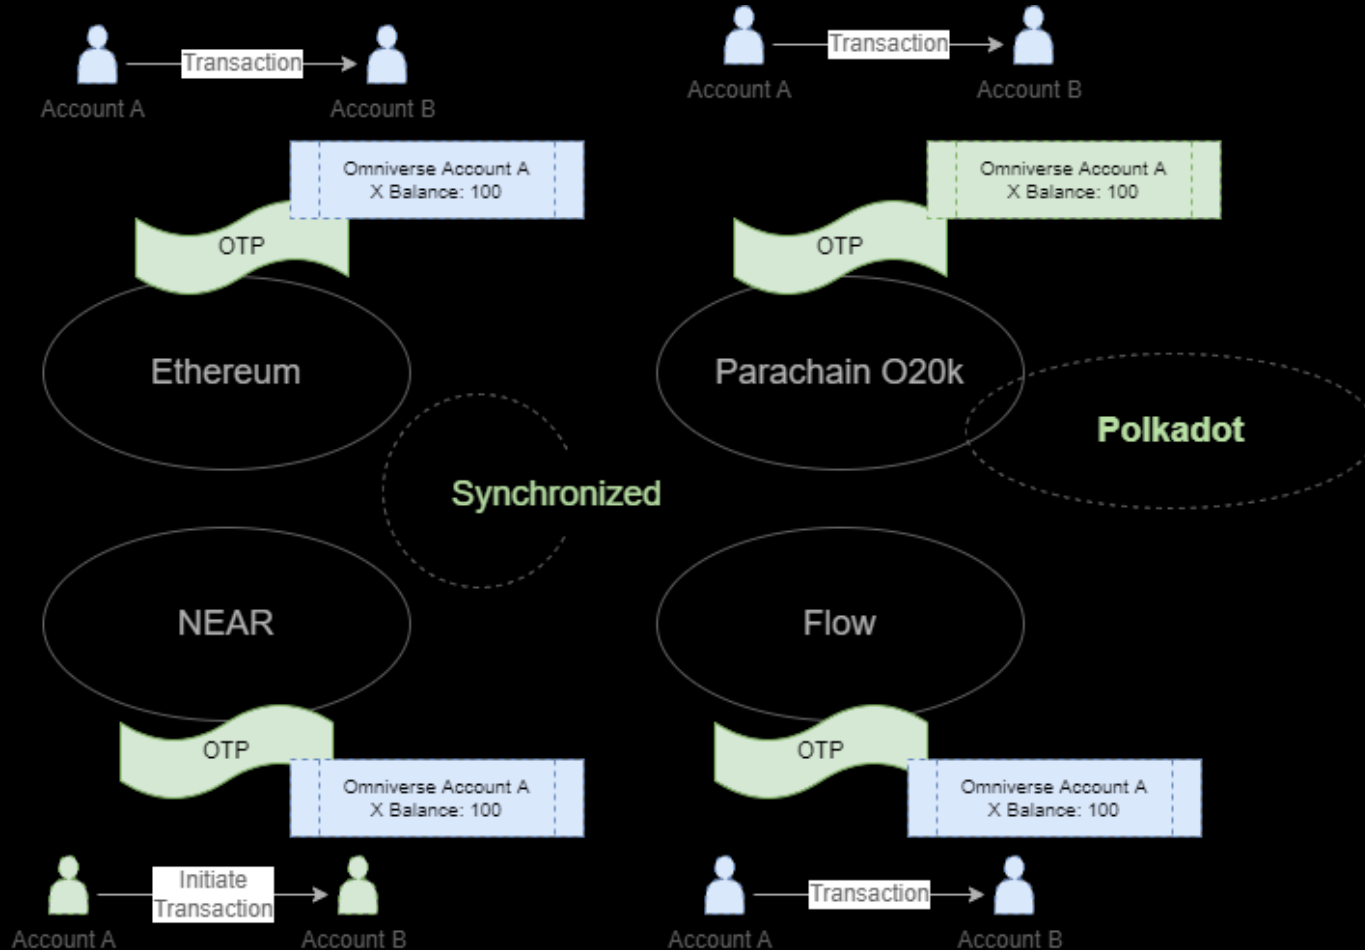 Transaction
Account A
Account B
Transaction
Account A
Account B
Omniverse Account A
X Balance: 100
Omniverse Account A
X Balance: 100
OTP
OTP
Ethereum
Parachain O20k
Polkadot
Synchronized
NEAR
Flow
OTP
OTP
Omniverse Account A
X Balance: 100
Omniverse Account A
X Balance: 100
Initiate
Transaction
Account A
Account B
Transaction
Account A
Account B